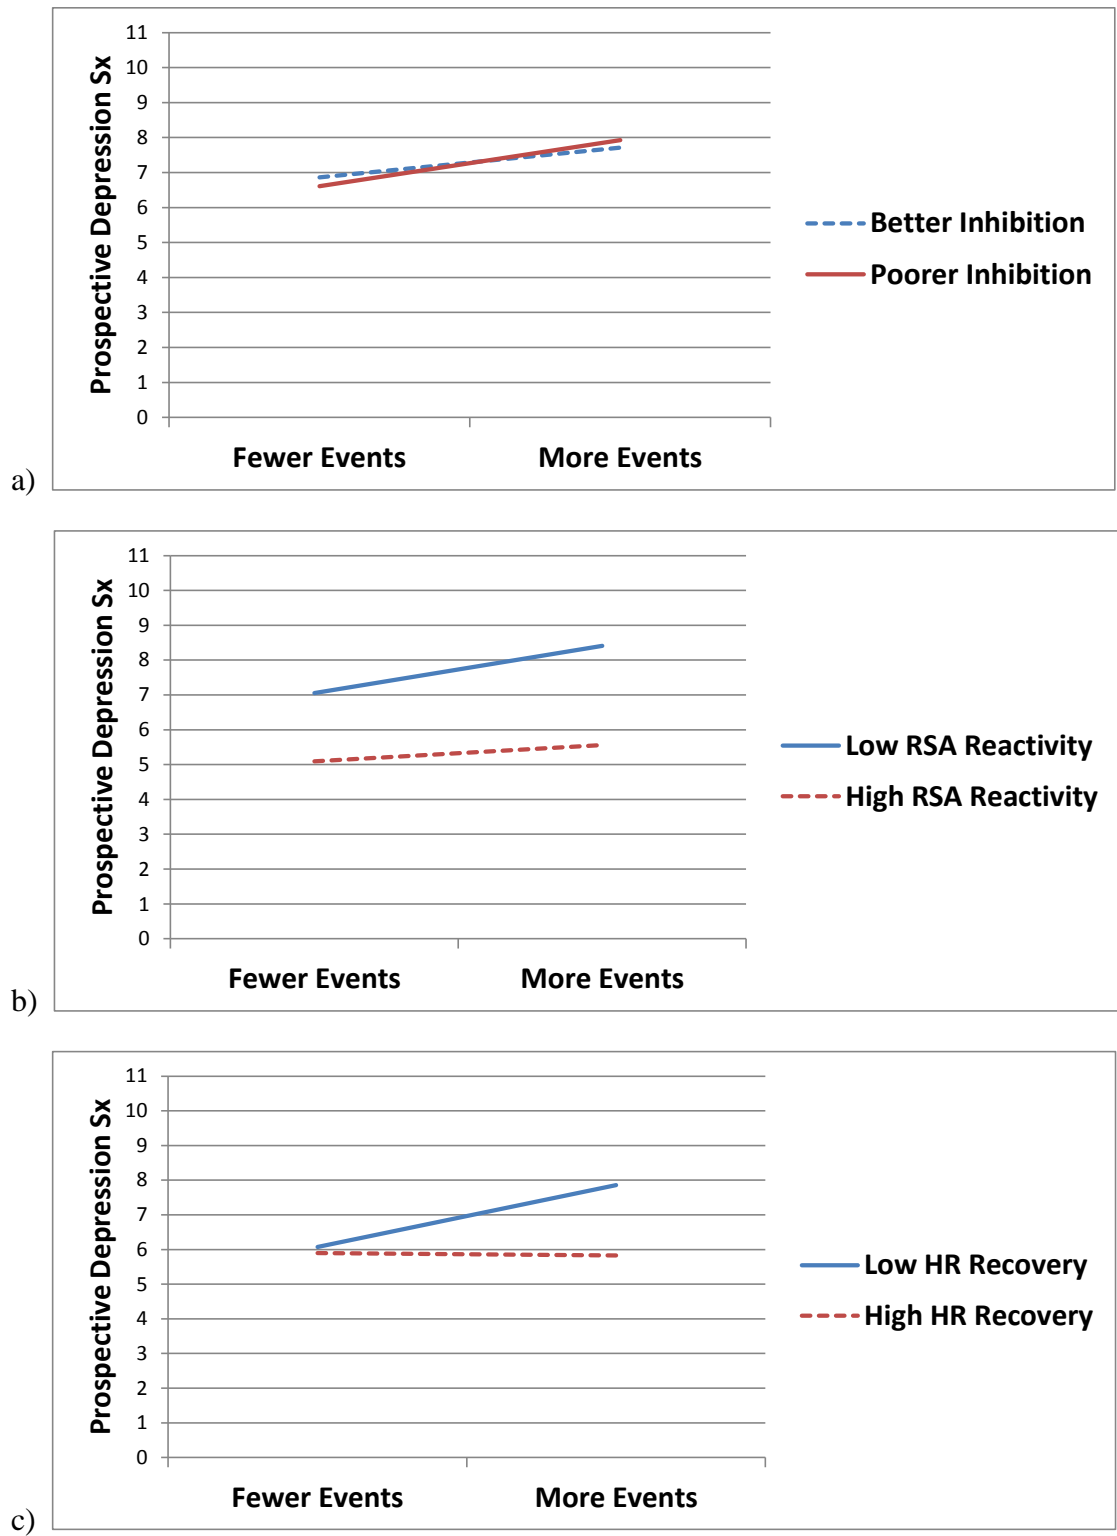 Prospective Depression Sx
11
10
9
8
7
6
5
4
3
2
1
0
Fewer Events
More Events
Better Inhibition
Poorer Inhibition
a)
Prospective Depression Sx
11
10
9
8
7
6
5
4
3
2
1
0
Fewer Events
More Events
Low RSA Reactivity
High RSA Reactivity
b)
Prospective Depression Sx
11
10
9
8
7
6
5
4
3
2
1
0
Fewer Events
More Events
Low HR Recovery
High HR Recovery
c)